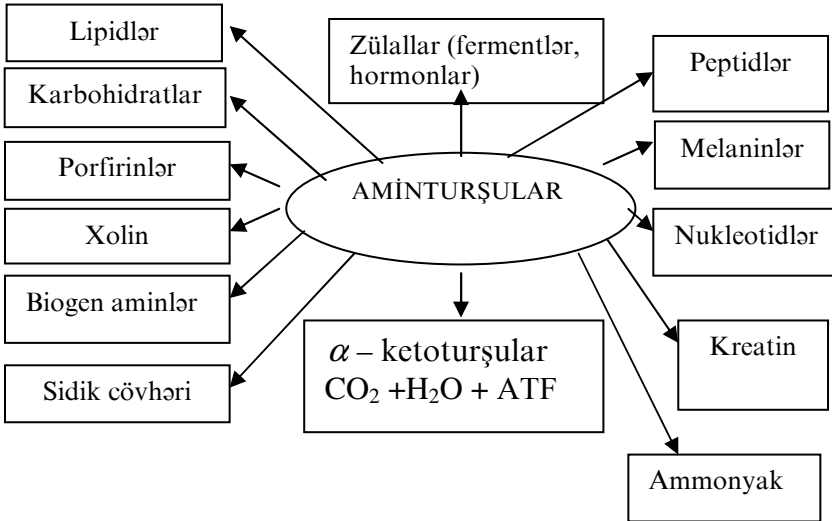 Lipidlər
Zülallar (fermentlər,
hormonlar)
Peptidlər
Karbohidratlar
Melaninlər
Porfirinlər
AMİNTURŞULAR
Xolin
Nukleotidlər
Biogen aminlər
α – ketoturşular
CO₂ +H₂O + ATF
Kreatin
Sidik cövhəri
Ammonyak